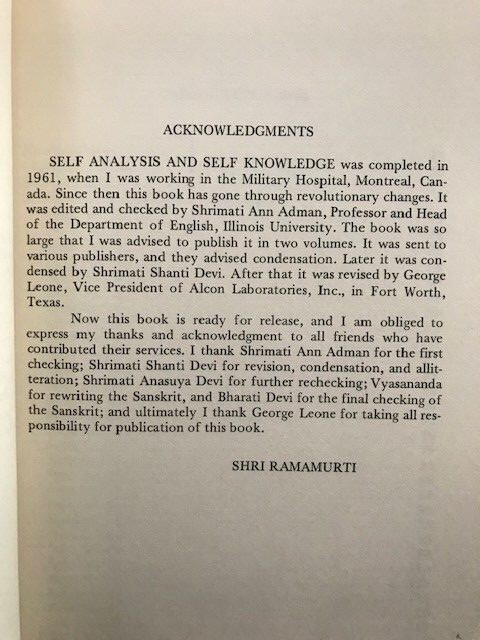 ACKNOWLEDGMENTS
SELF ANALYSIS AND SELF KNOWLEDGE was completed in
1961, when I was working in the Military Hospital, Montreal, Can-
ada. Since then this book has gone through revolutionary changes. It
was edited and checked by Shrimati Ann Adman, Professor and Head
of the Department of English, Illinois University. The book was so
large that I was advised to publish it in two volumes. It was sent to
various publishers, and they advised condensation. Later it was con-
densed by Shrimati Shanti Devi. After that it was revised by George
Leone, Vice President of Alcon Laboratories, Inc., in Fort Worth,
Texas.
Now this book is ready for release, and I am obliged to
express my thanks and acknowledgment to all friends who have
contributed their services. I thank Shrimati Ann Adman for the first
checking; Shrimati Shanti Devi for revision, condensation, and allit-
teration; Shrimati Anasuya Devi for further rechecking; Vyasananda
for rewriting the Sanskrit, and Bharati Devi for the final checking of
the Sanskrit; and ultimately I thank George Leone for taking all res-
ponsibility for publication of this book.
SHRI RAMAMURTI